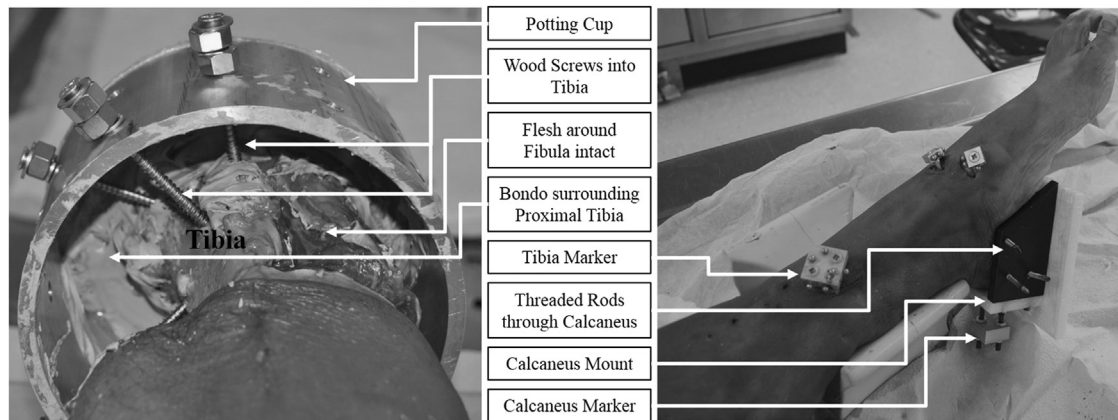 Potting Cup
Wood Screws into
Tibia
Flesh around
Fibula intact
Bondo surrounding
Proximal Tibia
Tibia
Tibia Marker
Threaded Rods
through Calcaneus
Calcaneus Mount
Calcaneus Marker